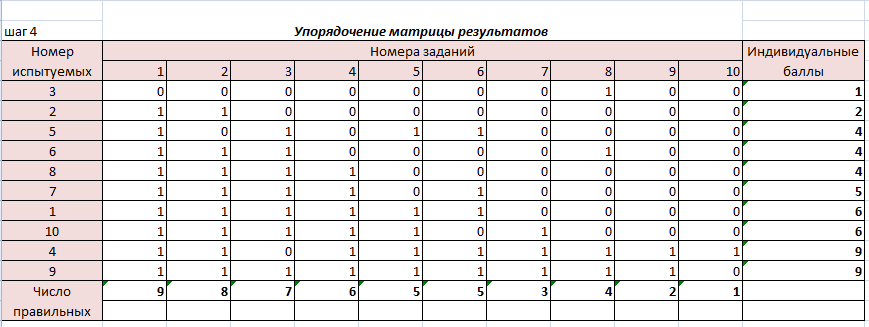 шаг 4 Упорядочение матрицы результатов
Номер испытуемых Номера заданий Индивидуальные баллы
1 2 3 4 5 6 7 8 9 10
3 0 0 0 0 0 0 0 1 0 0 1
2 1 1 0 0 0 0 0 0 0 0 2
5 1 0 1 0 1 1 0 0 0 0 4
6 1 1 1 0 0 0 0 1 0 0 4
8 1 1 1 1 0 0 0 0 0 0 4
7 1 1 1 1 0 1 0 0 0 0 5
1 1 1 1 1 1 1 0 0 0 0 6
10 1 1 1 1 1 0 1 0 0 0 6
4 1 1 0 1 1 1 1 1 1 1 9
9 1 1 1 1 1 1 1 1 1 0 9
Число правильных 9 8 7 6 5 5 3 4 2 1